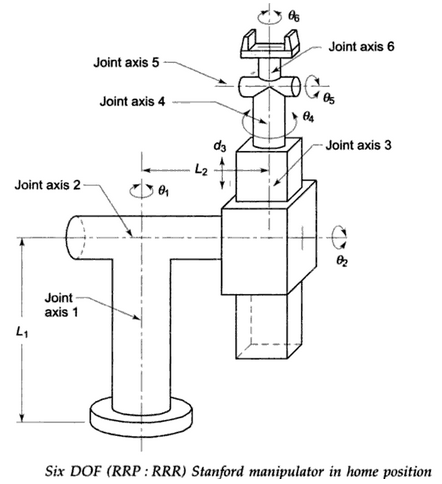 θ6
Joint axis 6
Joint axis 5
θ5
Joint axis 4
θ4
d3
Joint axis 3
L2
Joint axis 2
θ1
θ2
Joint
axis 1
L1
Six DOF (RRP : RRR) Stanford manipulator in home position